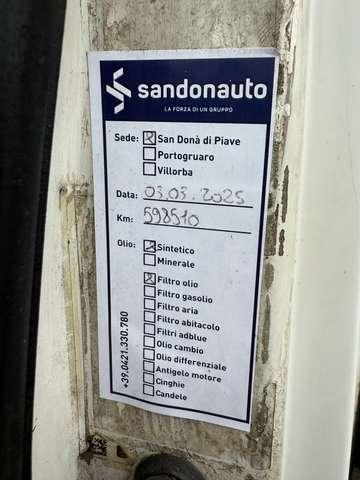 sandonauto
LA FORZA DI UN GRUPPO
Sede: San Donà di Piave
Portogruaro
Villorba
Data: 03.03.2025
Km: 598510
Olio: Sintetico
Minerale
Filtro olio
Filtro gasolio
Filtro aria
Filtro abitacolo
Filtri adblue
Olio cambio
Olio differenziale
Antigelo motore
Cinghie
Candele
+39.0421.330.780